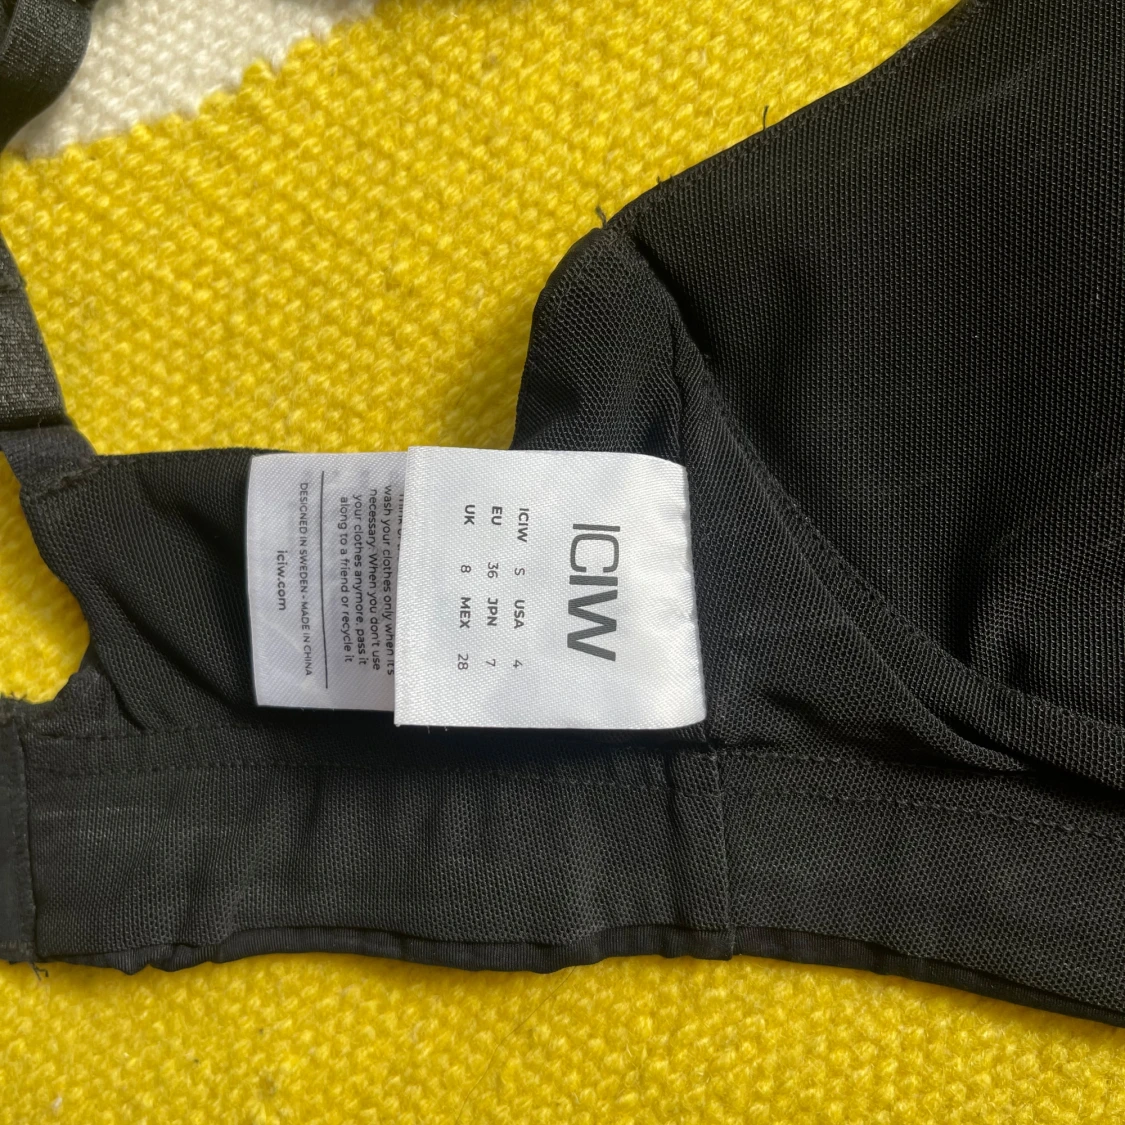 ICIW
ICIW S USA 4
EU 36 JPN 7
UK 8 MEX 28
wash your clothes only when it's
necessary. When you don't use
your clothes anymore, pass it
along to a friend or recycle it
DESIGNED IN SWEDEN - MADE IN CHINA
iciw.com